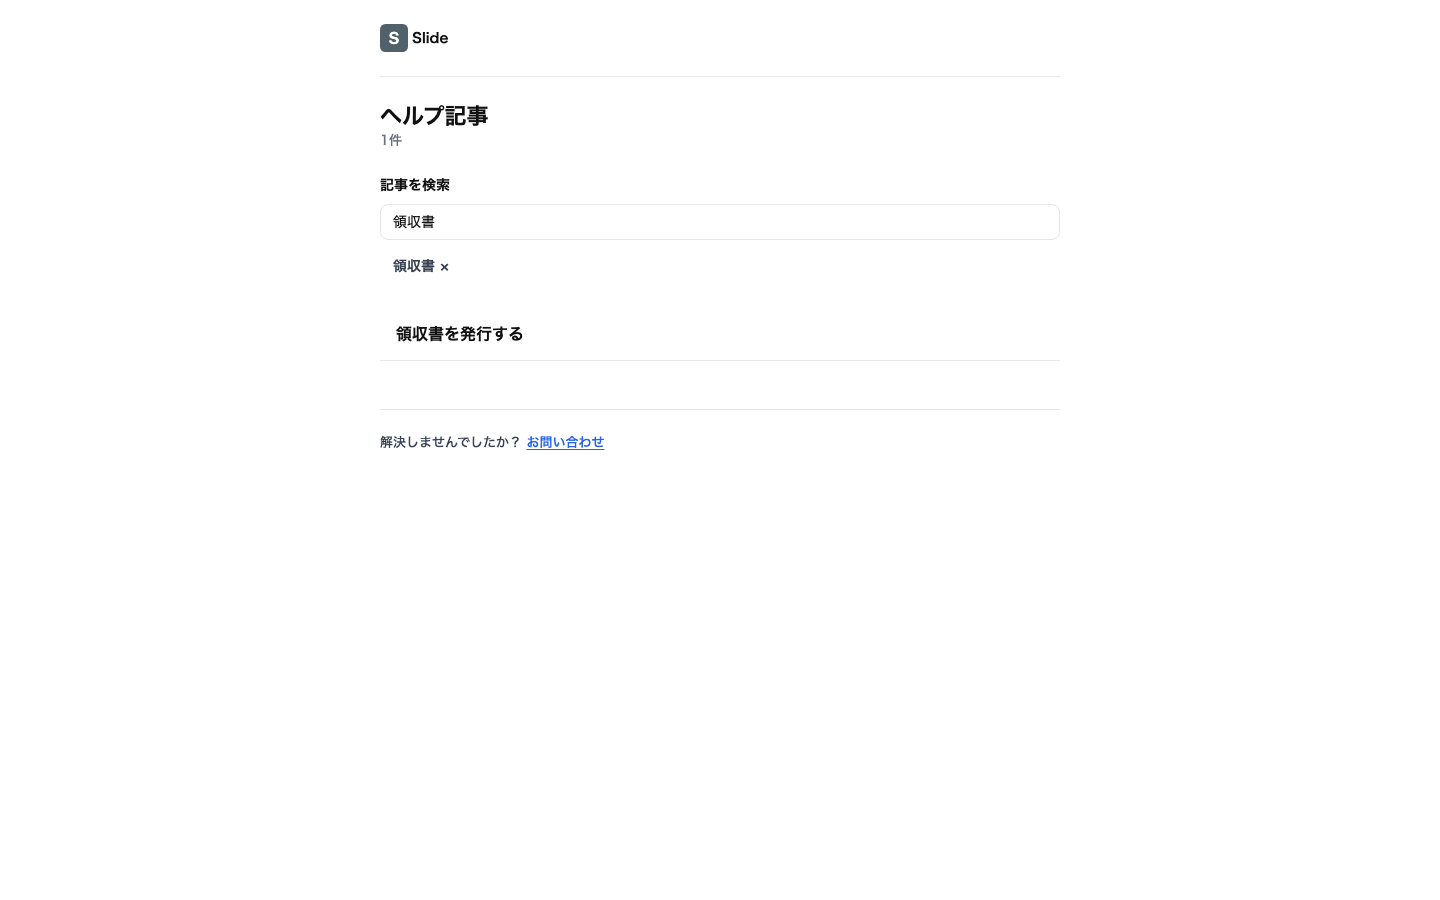 S Slide
ヘルプ記事
1件
記事を検索
領収書
領収書 ×
領収書を発行する
解決しませんでしたか？ お問い合わせ